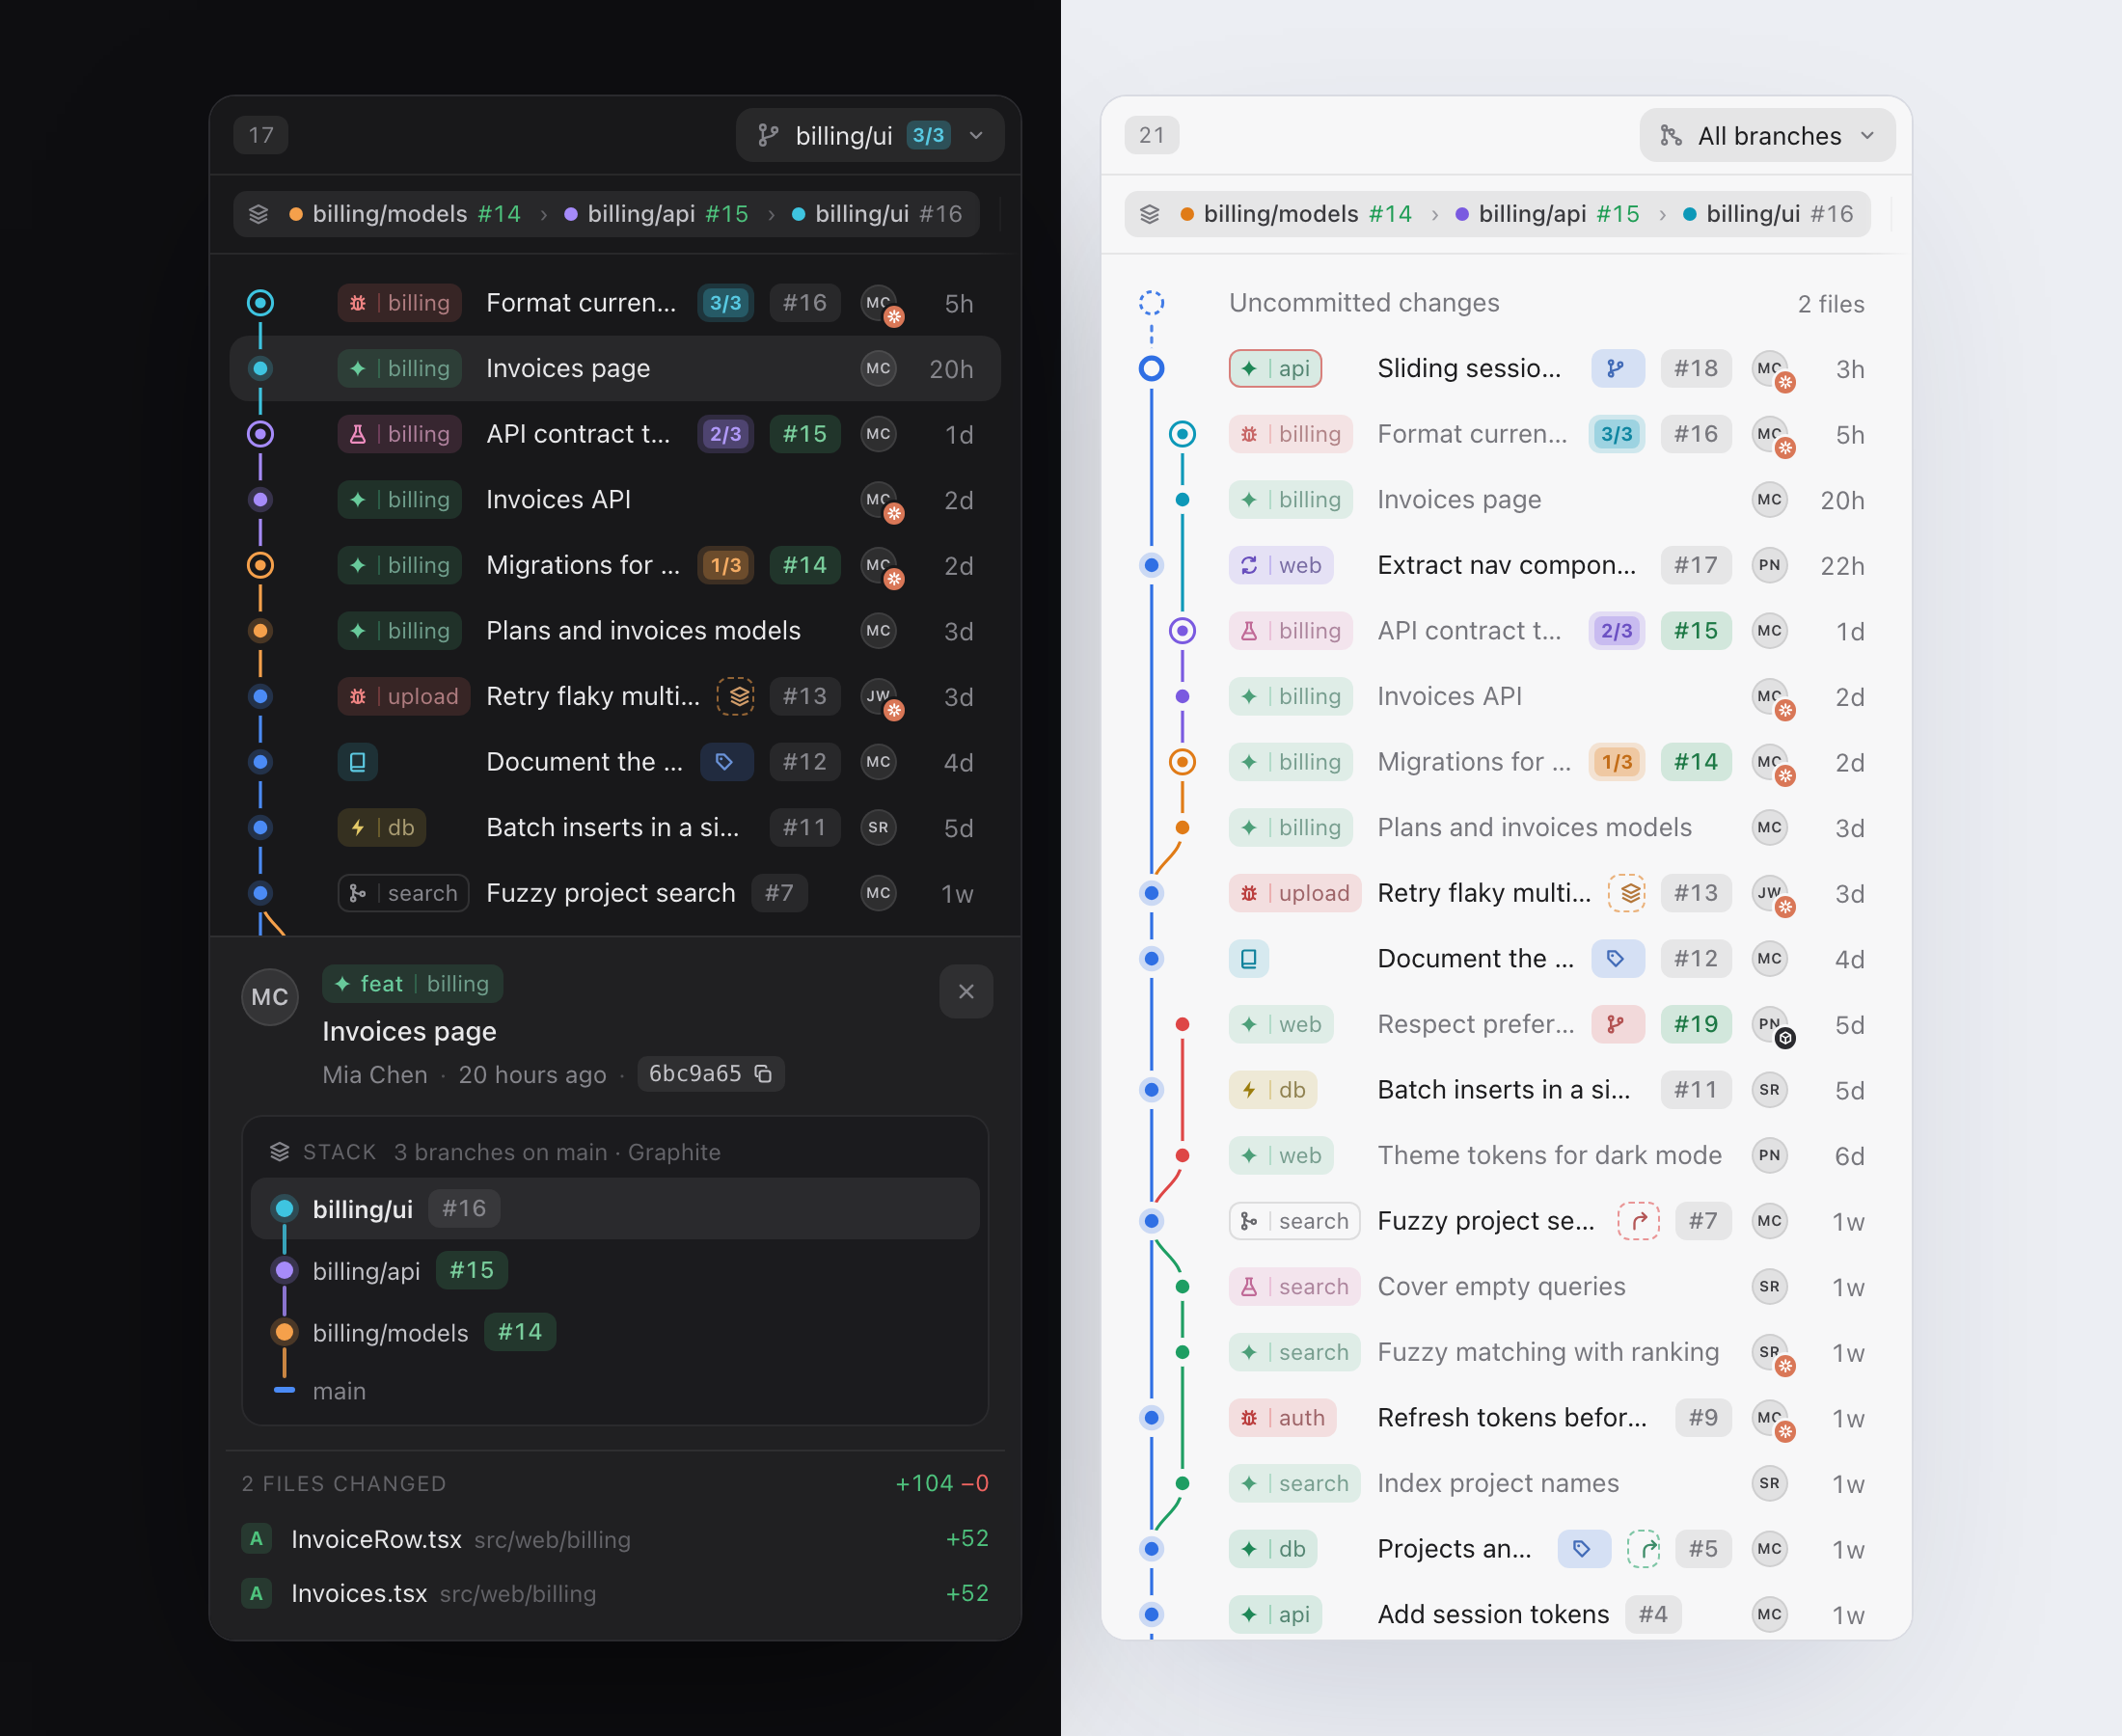 17 billing/ui 3/3
billing/models #14 › billing/api #15 › billing/ui #16
billing Format curren... 3/3 #16 MC 5h
billing Invoices page MC 20h
billing API contract t... 2/3 #15 MC 1d
billing Invoices API MC 2d
billing Migrations for ... 1/3 #14 MC 2d
billing Plans and invoices models MC 3d
upload Retry flaky multi... #13 JW 3d
Document the ... #12 MC 4d
db Batch inserts in a si... #11 SR 5d
search Fuzzy project search #7 MC 1w
MC feat billing
Invoices page
Mia Chen · 20 hours ago · 6bc9a65
STACK 3 branches on main · Graphite
billing/ui #16
billing/api #15
billing/models #14
main
2 FILES CHANGED +104 −0
A InvoiceRow.tsx src/web/billing +52
A Invoices.tsx src/web/billing +52
21 All branches
billing/models #14 › billing/api #15 › billing/ui #16
Uncommitted changes 2 files
api Sliding sessio... #18 MC 3h
billing Format curren... 3/3 #16 MC 5h
billing Invoices page MC 20h
web Extract nav compon... #17 PN 22h
billing API contract t... 2/3 #15 MC 1d
billing Invoices API MC 2d
billing Migrations for ... 1/3 #14 MC 2d
billing Plans and invoices models MC 3d
upload Retry flaky multi... #13 JW 3d
Document the ... #12 MC 4d
web Respect prefer... #19 PN 5d
db Batch inserts in a si... #11 SR 5d
web Theme tokens for dark mode PN 6d
search Fuzzy project se... #7 MC 1w
search Cover empty queries SR 1w
search Fuzzy matching with ranking SR 1w
auth Refresh tokens befor... #9 MC 1w
search Index project names SR 1w
db Projects an... #5 MC 1w
api Add session tokens #4 MC 1w